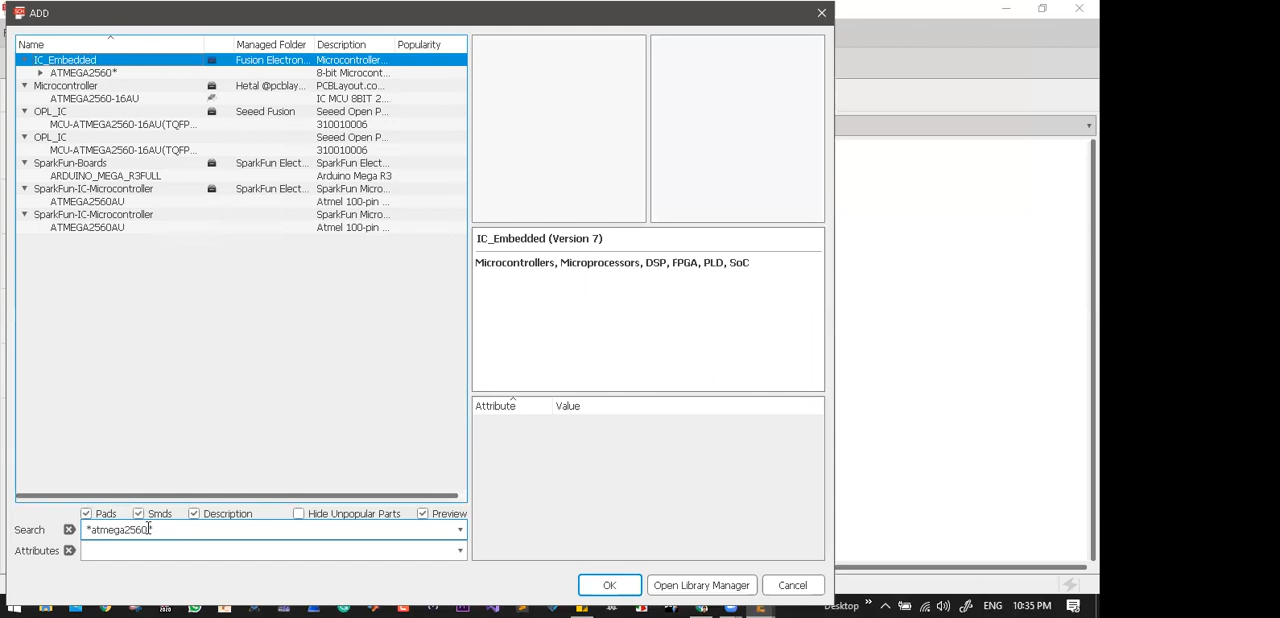 ADD
Name Managed Folder Description Popularity
IC_Embedded Fusion Electron... Microcontroller...
ATMEGA2560* 8-bit Microcont...
Microcontroller Hetal @pcblay... PCBLayout.co...
ATMEGA2560-16AU IC MCU 8BIT 2...
OPL_IC Seeed Fusion Seeed Open P...
MCU-ATMEGA2560-16AU(TQFP... 310010006
OPL_IC Seeed Open P...
MCU-ATMEGA2560-16AU(TQFP... 310010006
SparkFun-Boards SparkFun Elect... SparkFun Elect...
ARDUINO_MEGA_R3FULL Arduino Mega R3
SparkFun-IC-Microcontroller SparkFun Elect... SparkFun Micro...
ATMEGA2560AU Atmel 100-pin ...
SparkFun-IC-Microcontroller SparkFun Micro...
ATMEGA2560AU Atmel 100-pin ...
IC_Embedded (Version 7)
Microcontrollers, Microprocessors, DSP, FPGA, PLD, SoC
Attribute Value
Pads Smds Description Hide Unpopular Parts Preview
Search *atmega2560*
Attributes
OK Open Library Manager Cancel
Desktop ENG 10:35 PM